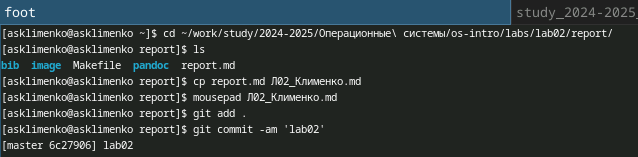 foot
study_2024-2025
[asklimenko@asklimenko ~]$ cd ~/work/study/2024-2025/Операционные\ системы/os-intro/labs/lab02/report/
[asklimenko@asklimenko report]$ ls
bib  image  Makefile  pandoc  report.md
[asklimenko@asklimenko report]$ cp report.md Л02_Клименко.md
[asklimenko@asklimenko report]$ mousepad Л02_Клименко.md
[asklimenko@asklimenko report]$ git add .
[asklimenko@asklimenko report]$ git commit -am 'lab02'
[master 6c27906] lab02